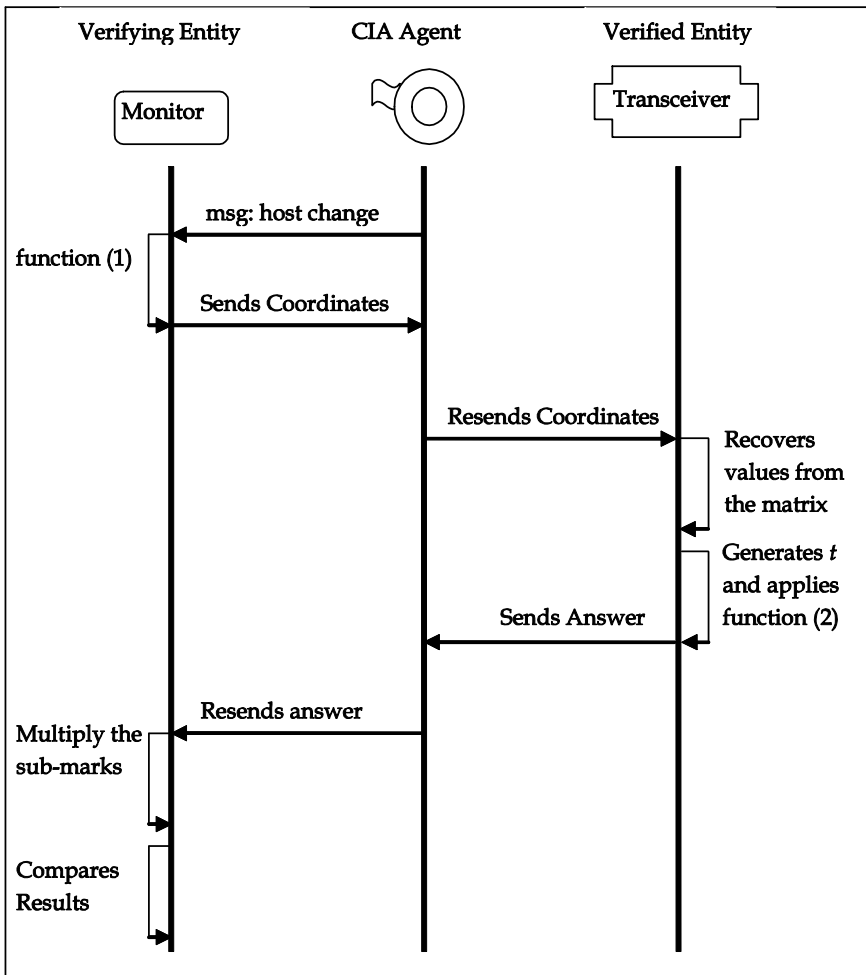 Verifying Entity
CIA Agent
Verified Entity
Monitor
Transceiver
msg: host change
function (1)
Sends Coordinates
Resends Coordinates
Recovers
values from
the matrix
Generates t
and applies
function (2)
Sends Answer
Resends answer
Multiply the
sub-marks
Compares
Results